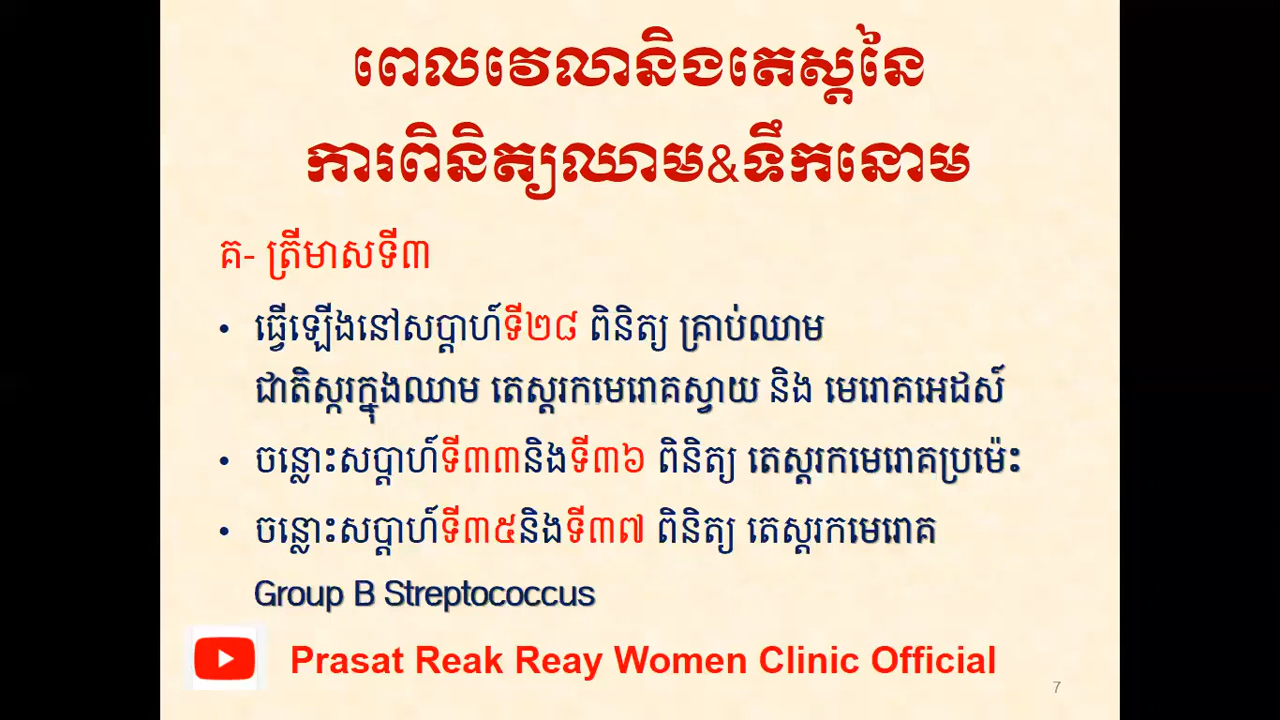 ពេលវេលានិងតេស្តនៃ
ការពិនិត្យឈាម&ទឹកនោម
គ- ត្រីមាសទី៣
• ធ្វើឡើងនៅសប្តាហ៍ទី២៨ ពិនិត្យ គ្រាប់ឈាម
ជាតិស្ករក្នុងឈាម តេស្តរកមេរោគស្វាយ និង មេរោគអេដស៍
• ចន្លោះសប្តាហ៍ទី៣៣និងទី៣៦ ពិនិត្យ តេស្តរកមេរោគប្រម៉េះ
• ចន្លោះសប្តាហ៍ទី៣៥និងទី៣៧ ពិនិត្យ តេស្តរកមេរោគ
Group B Streptococcus
Prasat Reak Reay Women Clinic Official
7